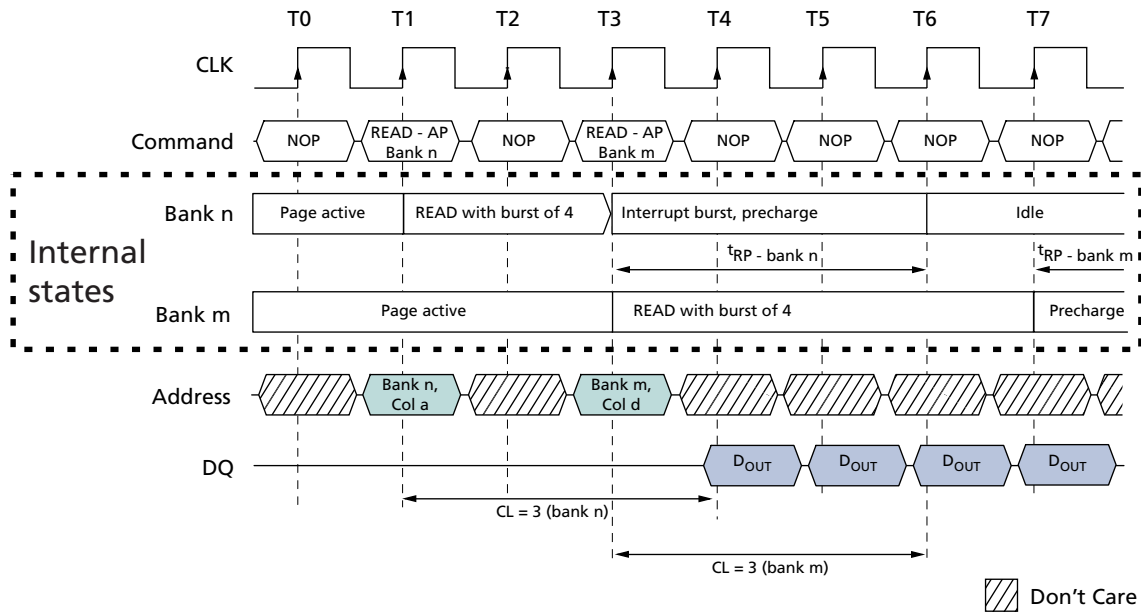 T0 T1 T2 T3 T4 T5 T6 T7
CLK
Command NOP READ - AP Bank n NOP READ - AP Bank m NOP NOP NOP NOP
Bank n Page active READ with burst of 4 Interrupt burst, precharge Idle
tRP - bank n tRP - bank m
Internal states
Bank m Page active READ with burst of 4 Precharge
Address Bank n, Col a Bank m, Col d
DQ DOUT DOUT DOUT DOUT
CL = 3 (bank n)
CL = 3 (bank m)
Don't Care